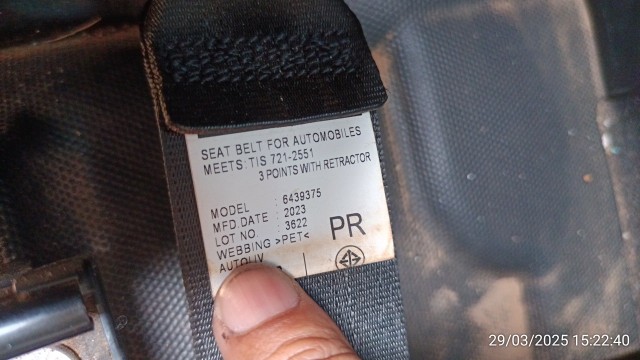 SEAT BELT FOR AUTOMOBILES
MEETS: TIS 721-2551
3 POINTS WITH RETRACTOR
MODEL : 6439375
MFD.DATE : 2023
LOT NO : 3622
WEBBING >PET<
PR
AUTOLIV
29/03/2025 15:22:40